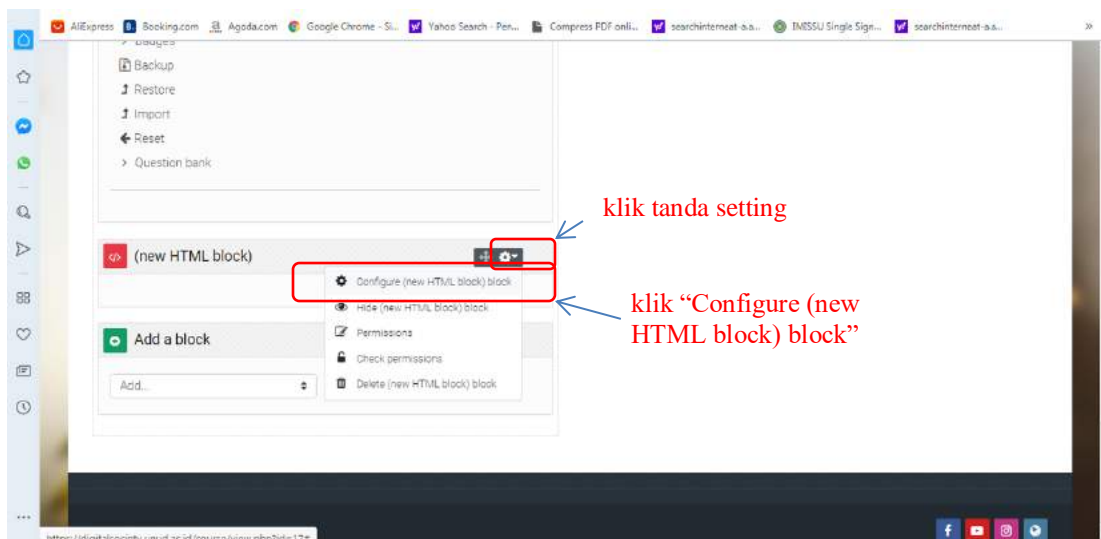 AliExpress Booking.com Agoda.com Google Chrome - Si... Yahoo Search - Per... Compress PDF onli... searchinterneat-a.a... IMISSU Single Sign... searchinterneat-a.a... »
Badges
Backup
Restore
Import
Reset
Question bank
klik tanda setting
(new HTML block)
Configure (new HTML block) block
klik “Configure (new
HTML block) block”
Hide (new HTML block) block
Add a block
Permissions
Check permissions
Add...
Delete (new HTML block) block